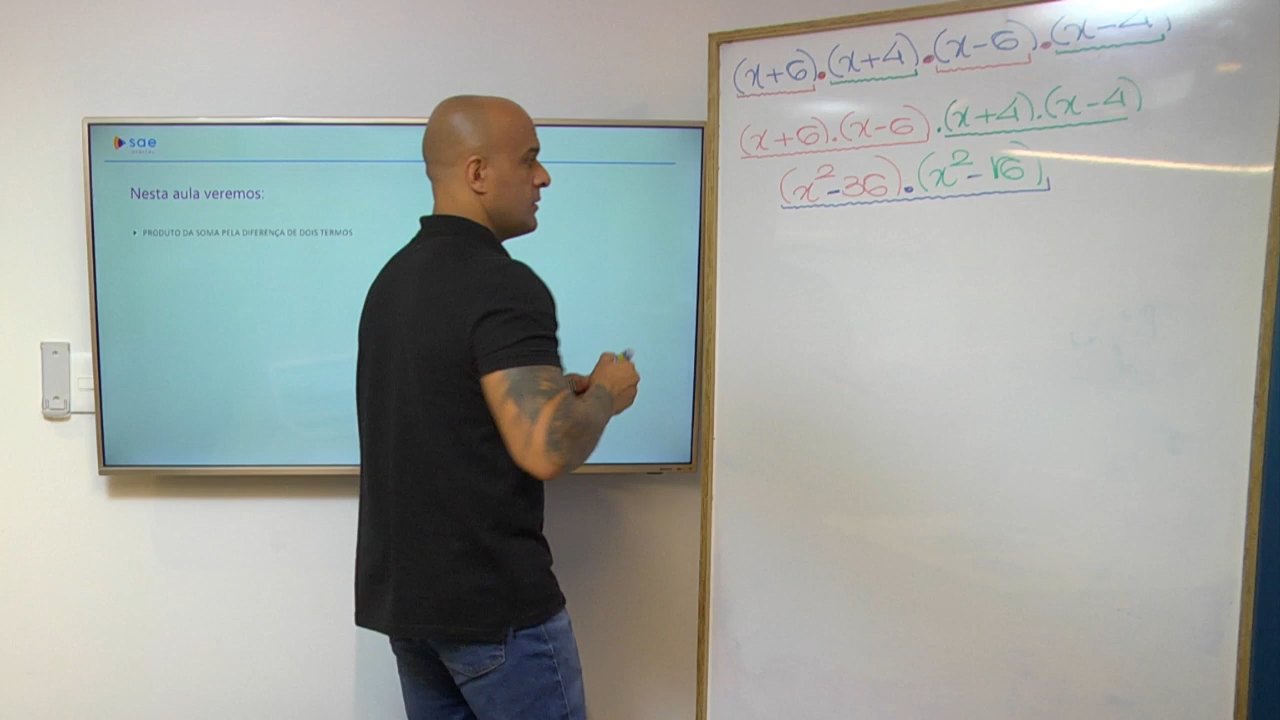 sae
DIGITAL
Nesta aula veremos:
PRODUTO DA SOMA PELA DIFERENÇA DE DOIS TERMOS
(x+6).(x+4).(x-6).(x-4)
(x+6).(x-6).(x+4).(x-4)
(x²-36).(x²-16)